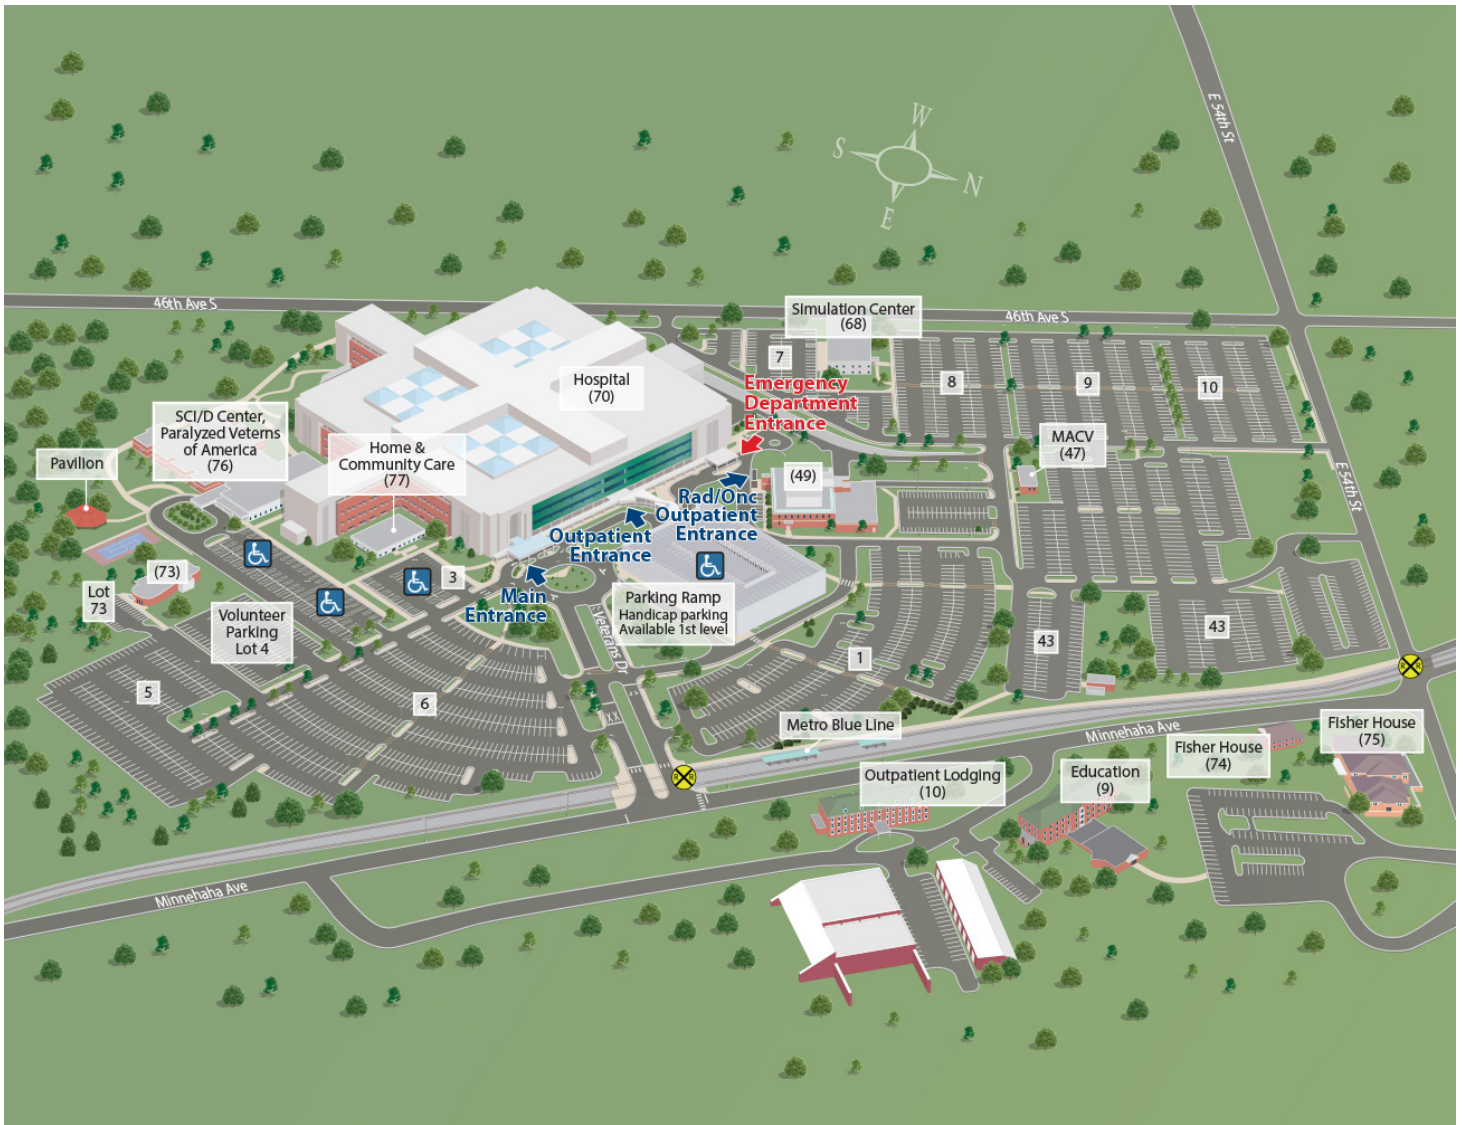 E 54th St
W
S
N
E
46th Ave S
Simulation Center
(68)
46th Ave S
7
Hospital
(70)
Emergency
Department
Entrance
8
9
10
SCI/D Center,
Paralyzed Veterns
of America
(76)
Home &
Community Care
(77)
MACV
(47)
Pavilion
(49)
E 54th St
Rad/Onc
Outpatient
Entrance
Outpatient
Entrance
(73)
Lot
73
3
Main
Entrance
Parking Ramp
Handicap parking
Available 1st level
Volunteer
Parking
Lot 4
Veterans Dr
43
43
1
5
6
R R
XX
Metro Blue Line
Minnehaha Ave
Fisher House
(75)
Fisher House
(74)
R R
Outpatient Lodging
(10)
Education
(9)
Minnehaha Ave